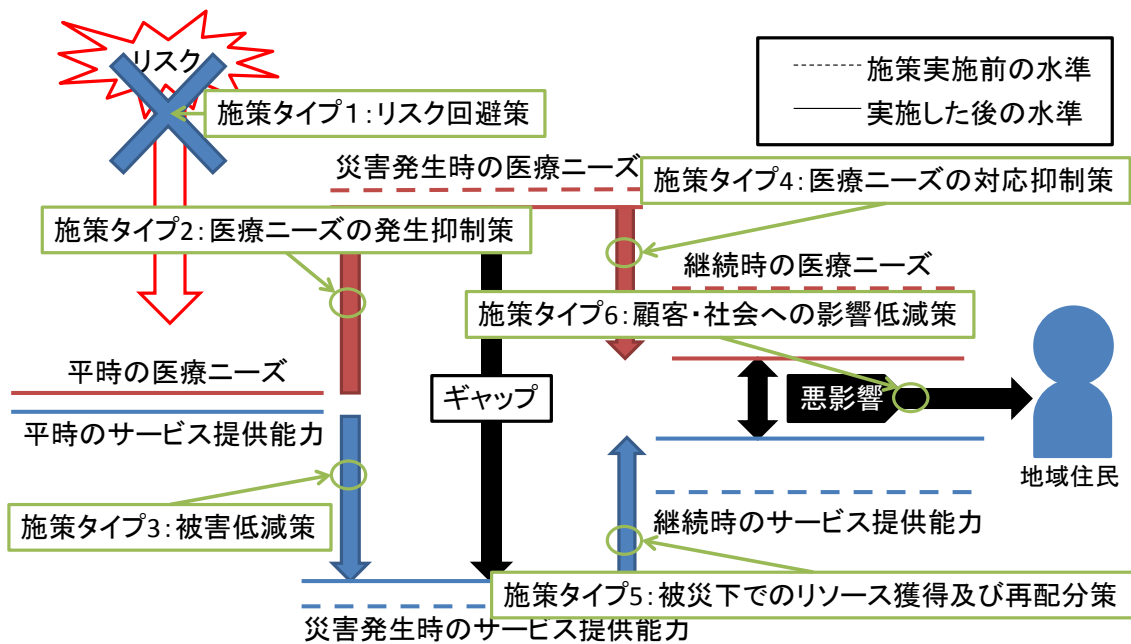 リスク
施策タイプ1：リスク回避策
施策実施前の水準
実施した後の水準
災害発生時の医療ニーズ
施策タイプ4：医療ニーズの対応抑制策
施策タイプ2：医療ニーズの発生抑制策
継続時の医療ニーズ
施策タイプ6：顧客・社会への影響低減策
平時の医療ニーズ
ギャップ
悪影響
平時のサービス提供能力
地域住民
施策タイプ3：被害低減策
継続時のサービス提供能力
施策タイプ5：被災下でのリソース獲得及び再配分策
災害発生時のサービス提供能力